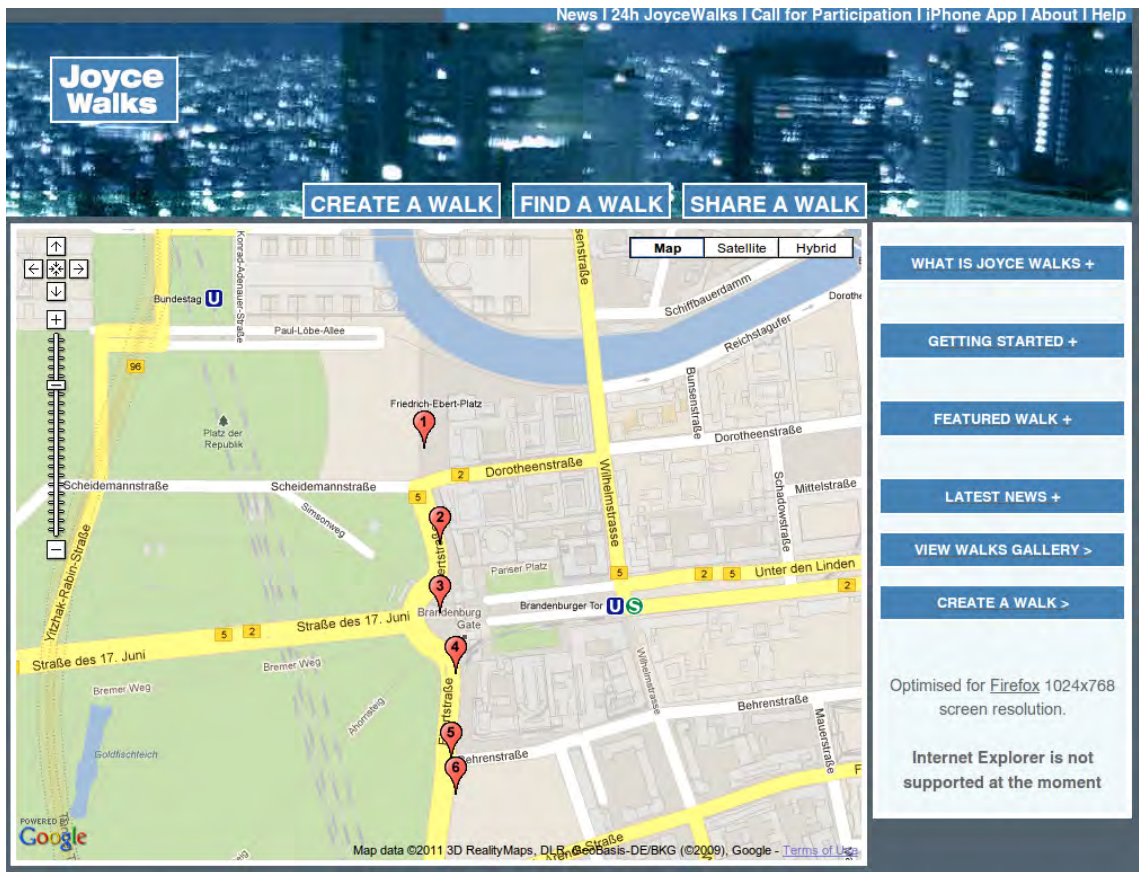 News I 24h JoyceWalks I Call for Participation I iPhone App I About I Help
Joyce
Walks
CREATE A WALK
FIND A WALK
SHARE A WALK
Map
Satellite
Hybrid
WHAT IS JOYCE WALKS +
GETTING STARTED +
FEATURED WALK +
LATEST NEWS +
VIEW WALKS GALLERY >
CREATE A WALK >
Optimised for Firefox 1024x768
screen resolution.
Internet Explorer is not
supported at the moment
Konrad-Adenauer-Straße
Bundestag U
Paul-Löbe-Allee
96
Schiffbauerdamm
Reichstagufer
Bunsenstraße
Friedrich-Ebert-Platz
1
Platz der
Republik
Dorotheenstraße
2
Dorotheenstraße
Wilhelmstrasse
Scheidemannstraße
Scheidemannstraße
5
Simsonweg
Schadowstraße
Mittelstraße
2
Yitzhak-Rabin-Straße
Pariser Platz
5
2
5
Unter den Linden
2
3
Brandenburg
Gate
Brandenburger Tor U S
5
2
Straße des 17. Juni
Straße des 17. Juni
4
Bremer Weg
Bremer Weg
Wilhelmstrasse
Ahornsteig
Behrenstraße
Mauerstraße
Goldfischteich
5
6
POWERED BY
Google
Map data ©2011 3D RealityMaps, DLR, GeoBasis-DE/BKG (©2009), Google - Terms of Use